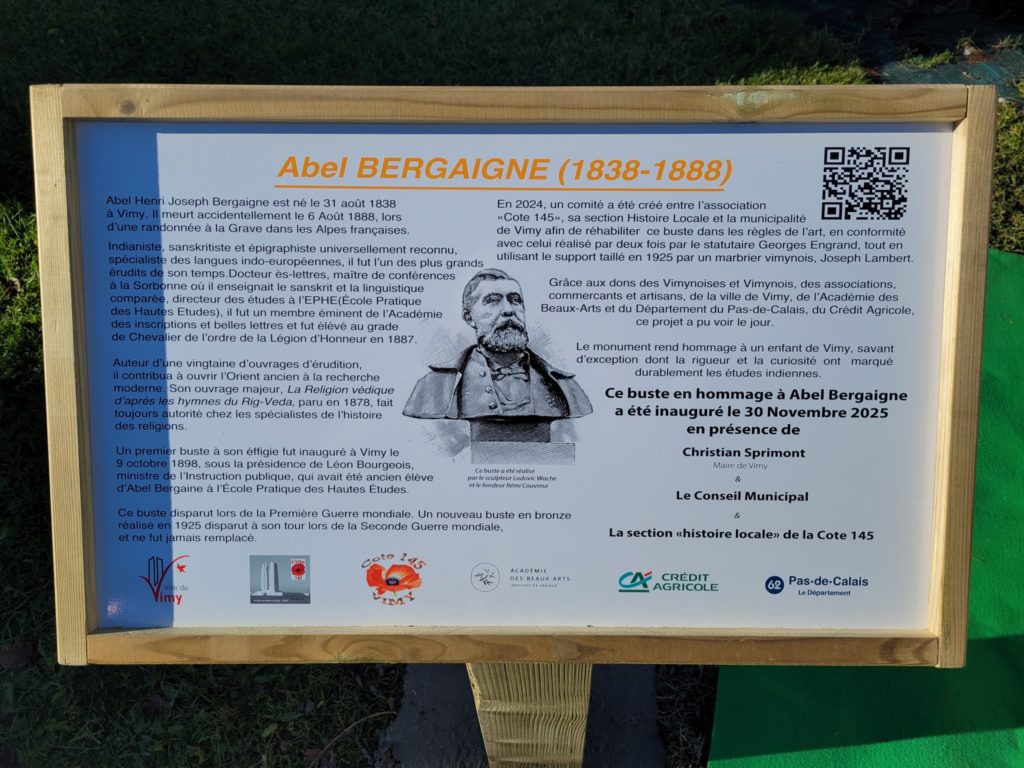 Abel BERGAIGNE (1838-1888)
Abel Henri Joseph Bergaigne est né le 31 août 1838
à Vimy. Il meurt accidentellement le 6 Août 1888, lors
d'une randonnée à la Grave dans les Alpes françaises.
Indianiste, sanskritiste et épigraphiste universellement reconnu,
spécialiste des langues indo-européennes, il fut l'un des plus grands
érudits de son temps.Docteur ès-lettres, maître de conférences
à la Sorbonne où il enseignait le sanskrit et la linguistique
comparée, directeur des études à l'EPHE(École Pratique
des Hautes Etudes), il fut un membre éminent de l'Académie
des inscriptions et belles lettres et fut élévé au grade
de Chevalier de l'ordre de la Légion d'Honneur en 1887.
Auteur d'une vingtaine d'ouvrages d'érudition,
il contribua à ouvrir l'Orient ancien à la recherche
moderne. Son ouvrage majeur, La Religion védique
d'après les hymnes du Rig-Veda, paru en 1878, fait
toujours autorité chez les spécialistes de l'histoire
des religions.
Un premier buste à son éffigie fut inauguré à Vimy le
9 octobre 1898, sous la présidence de Léon Bourgeois,
ministre de l'Instruction publique, qui avait été ancien élève
d'Abel Bergaine à l'École Pratique des Hautes Études.
Ce buste disparut lors de la Première Guerre mondiale. Un nouveau buste en bronze
réalisé en 1925 disparut à son tour lors de la Seconde Guerre mondiale,
et ne fut jamais remplacé.
Ce buste a été réalisé
par le sculpteur Ludovic Wache
et le fondeur Rémi Couvreur
En 2024, un comité a été créé entre l'association
«Cote 145», sa section Histoire Locale et la municipalité
de Vimy afin de réhabiliter ce buste dans les règles de l'art, en conformité
avec celui réalisé par deux fois par le statutaire Georges Engrand, tout en
utilisant le support taillé en 1925 par un marbrier vimynois, Joseph Lambert.
Grâce aux dons des Vimynoises et Vimynois, des associations,
commercants et artisans, de la ville de Vimy, de l'Académie des
Beaux-Arts et du Département du Pas-de-Calais, du Crédit Agricole,
ce projet a pu voir le jour.
Le monument rend hommage à un enfant de Vimy, savant
d'exception dont la rigueur et la curiosité ont marqué
durablement les études indiennes.
Ce buste en hommage à Abel Bergaigne
a été inauguré le 30 Novembre 2025
en présence de
Christian Sprimont
Maire de Vimy
&
Le Conseil Municipal
&
La section «histoire locale» de la Cote 145
Ville de
Vimy
Cote 145
VIMY
ACADÉMIE
DES BEAUX-ARTS
INSTITUT DE FRANCE
CA
CRÉDIT
AGRICOLE
62
Pas-de-Calais
Le Département